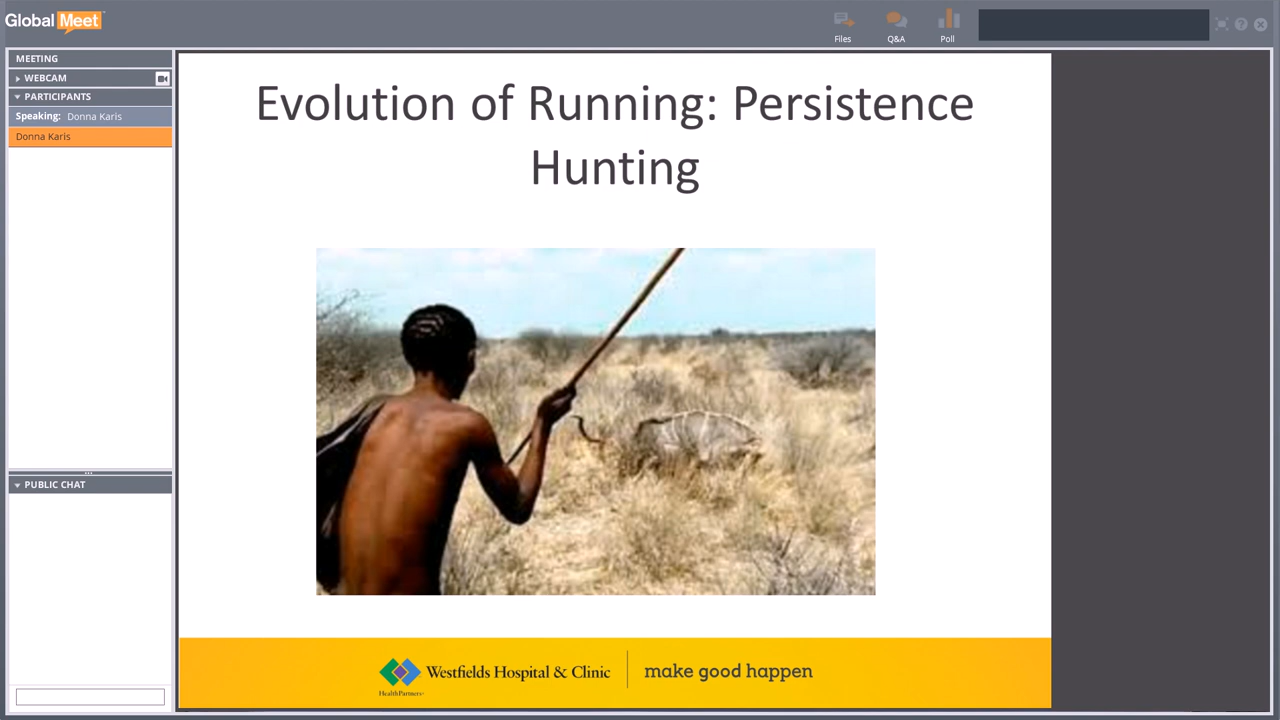 Global Meet
Files
Q&A
Poll
MEETING
WEBCAM
PARTICIPANTS
Speaking: Donna Karis
Donna Karis
PUBLIC CHAT
Evolution of Running: Persistence
Hunting
Westfields Hospital & Clinic
HealthPartners
make good happen